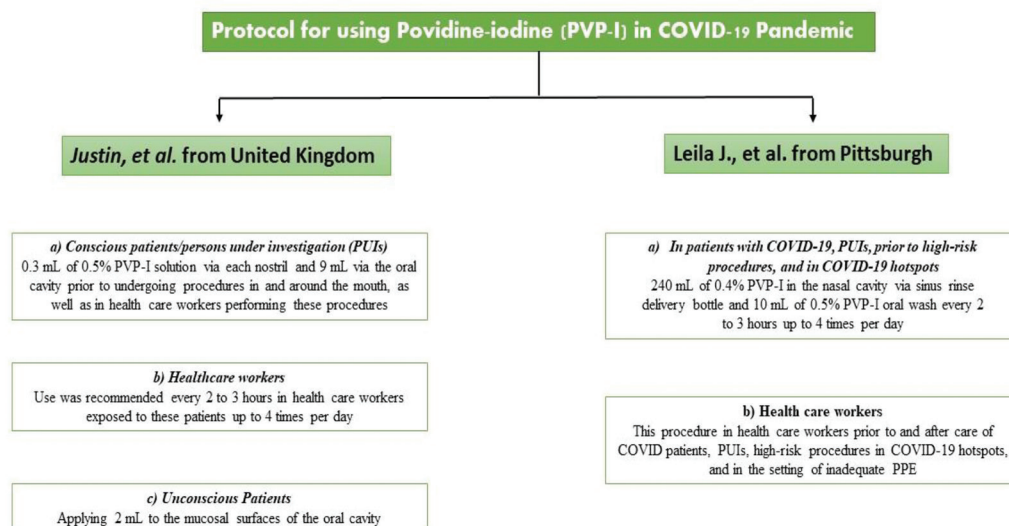 Protocol for using Povidine-iodine (PVP-I) in COVID-19 Pandemic
Justin, et al. from United Kingdom
a) Conscious patients/persons under investigation (PUIs)
0.3 mL of 0.5% PVP-I solution via each nostril and 9 mL via the oral
cavity prior to undergoing procedures in and around the mouth, as
well as in health care workers performing these procedures
b) Healthcare workers
Use was recommended every 2 to 3 hours in health care workers
exposed to these patients up to 4 times per day
c) Unconscious Patients
Applying 2 mL to the mucosal surfaces of the oral cavity
Leila J., et al. from Pittsburgh
a) In patients with COVID-19, PUIs, prior to high-risk
procedures, and in COVID-19 hotspots
240 mL of 0.4% PVP-I in the nasal cavity via sinus rinse
delivery bottle and 10 mL of 0.5% PVP-I oral wash every 2
to 3 hours up to 4 times per day
b) Health care workers
This procedure in health care workers prior to and after care of
COVID patients, PUIs, high-risk procedures in COVID-19 hotspots,
and in the setting of inadequate PPE